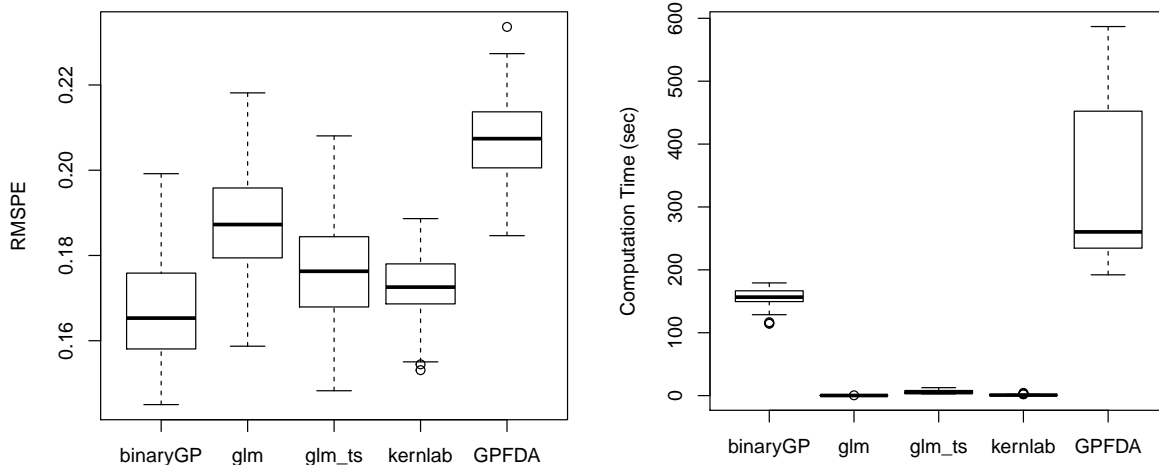 RMSPE
0.22
0.20
0.18
0.16
binaryGP glm glm_ts kernlab GPFDA
Computation Time (sec)
600
500
400
300
200
100
0
binaryGP glm glm_ts kernlab GPFDA